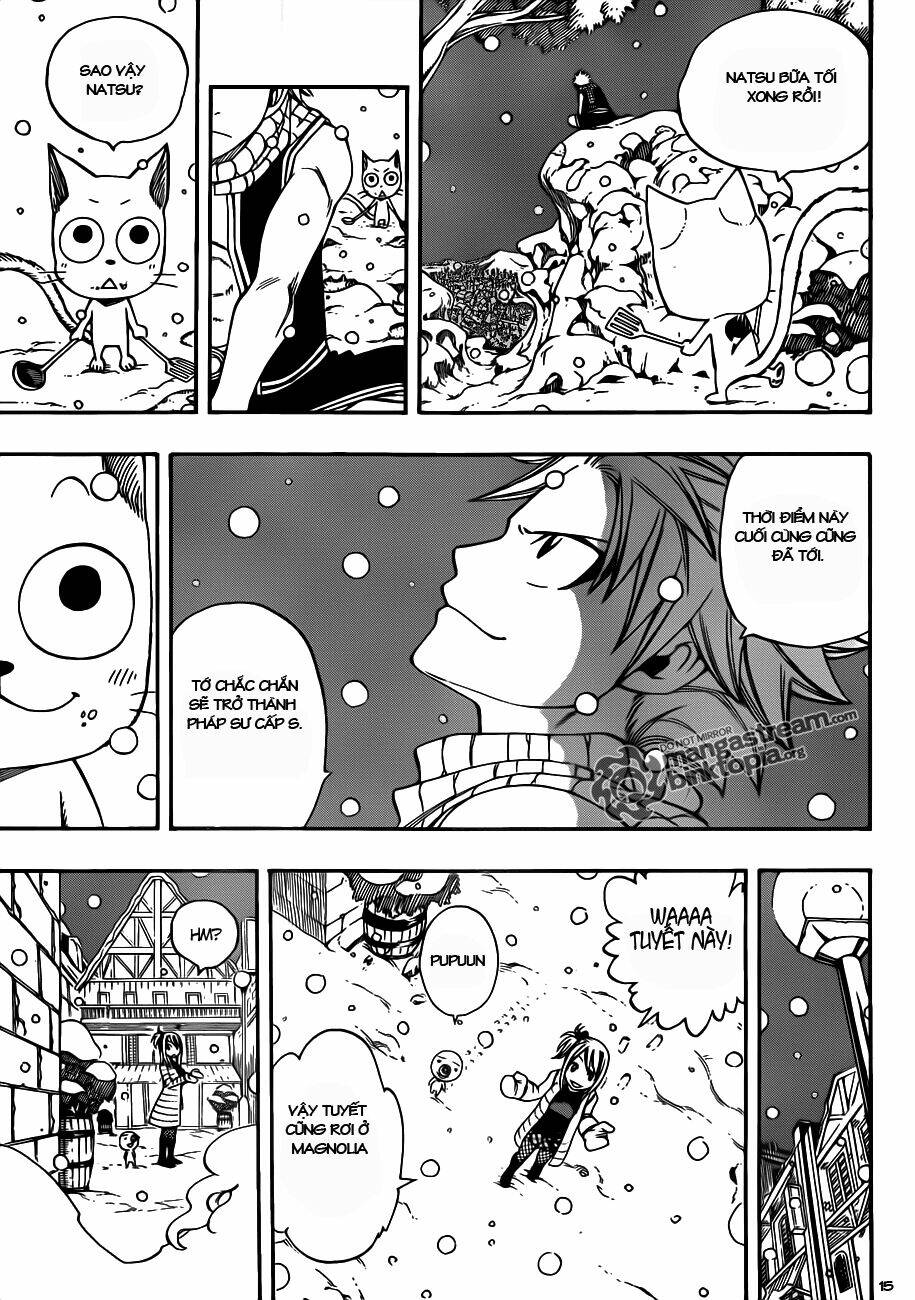 NATSU BỮA TỐI
XONG RỒI!
SAO VẬY
NATSU?
THỜI ĐIỂM NÀY
CUỐI CÙNG CŨNG
ĐÃ TỚI.
TỚ CHẮC CHẮN
SẼ TRỞ THÀNH
PHÁP SƯ CẤP S.
DO NOT MIRROR
mangastream.com
binktopia.org
WAAAA
TUYẾT NÀY!
PUPUUN
VẬY TUYẾT
CŨNG RƠI Ở
MAGNOLIA
HM?
15